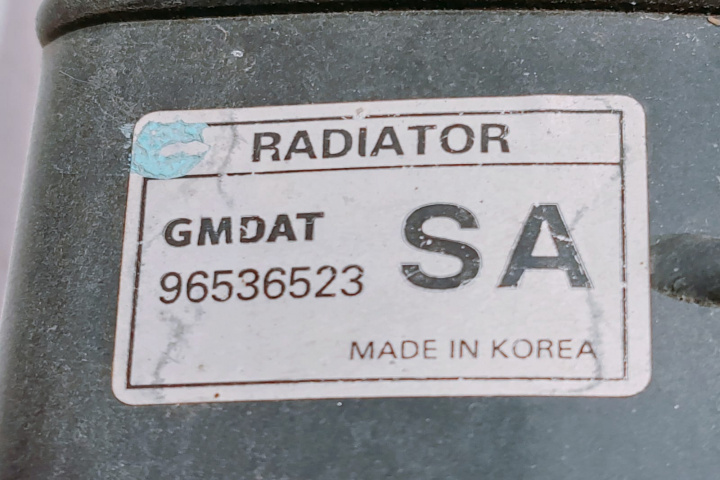 RADIATOR
GMDAT
SA
96536523
MADE IN KOREA